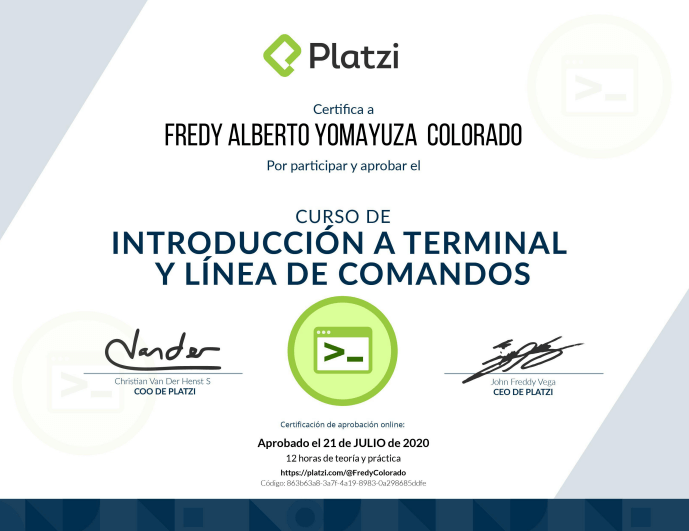 Platzi
Certifica a
FREDY ALBERTO YOMAYUZA COLORADO
Por participar y aprobar el
CURSO DE
INTRODUCCIÓN A TERMINAL
Y LÍNEA DE COMANDOS
Christian Van Der Henst S
COO DE PLATZI
John Freddy Vega
CEO DE PLATZI
Certificación de aprobación online:
Aprobado el 21 de JULIO de 2020
12 horas de teoría y práctica
https://platzi.com/@FredyColorado
Código: 863b63a8-3a7f-4a19-8983-0a298685ddfe